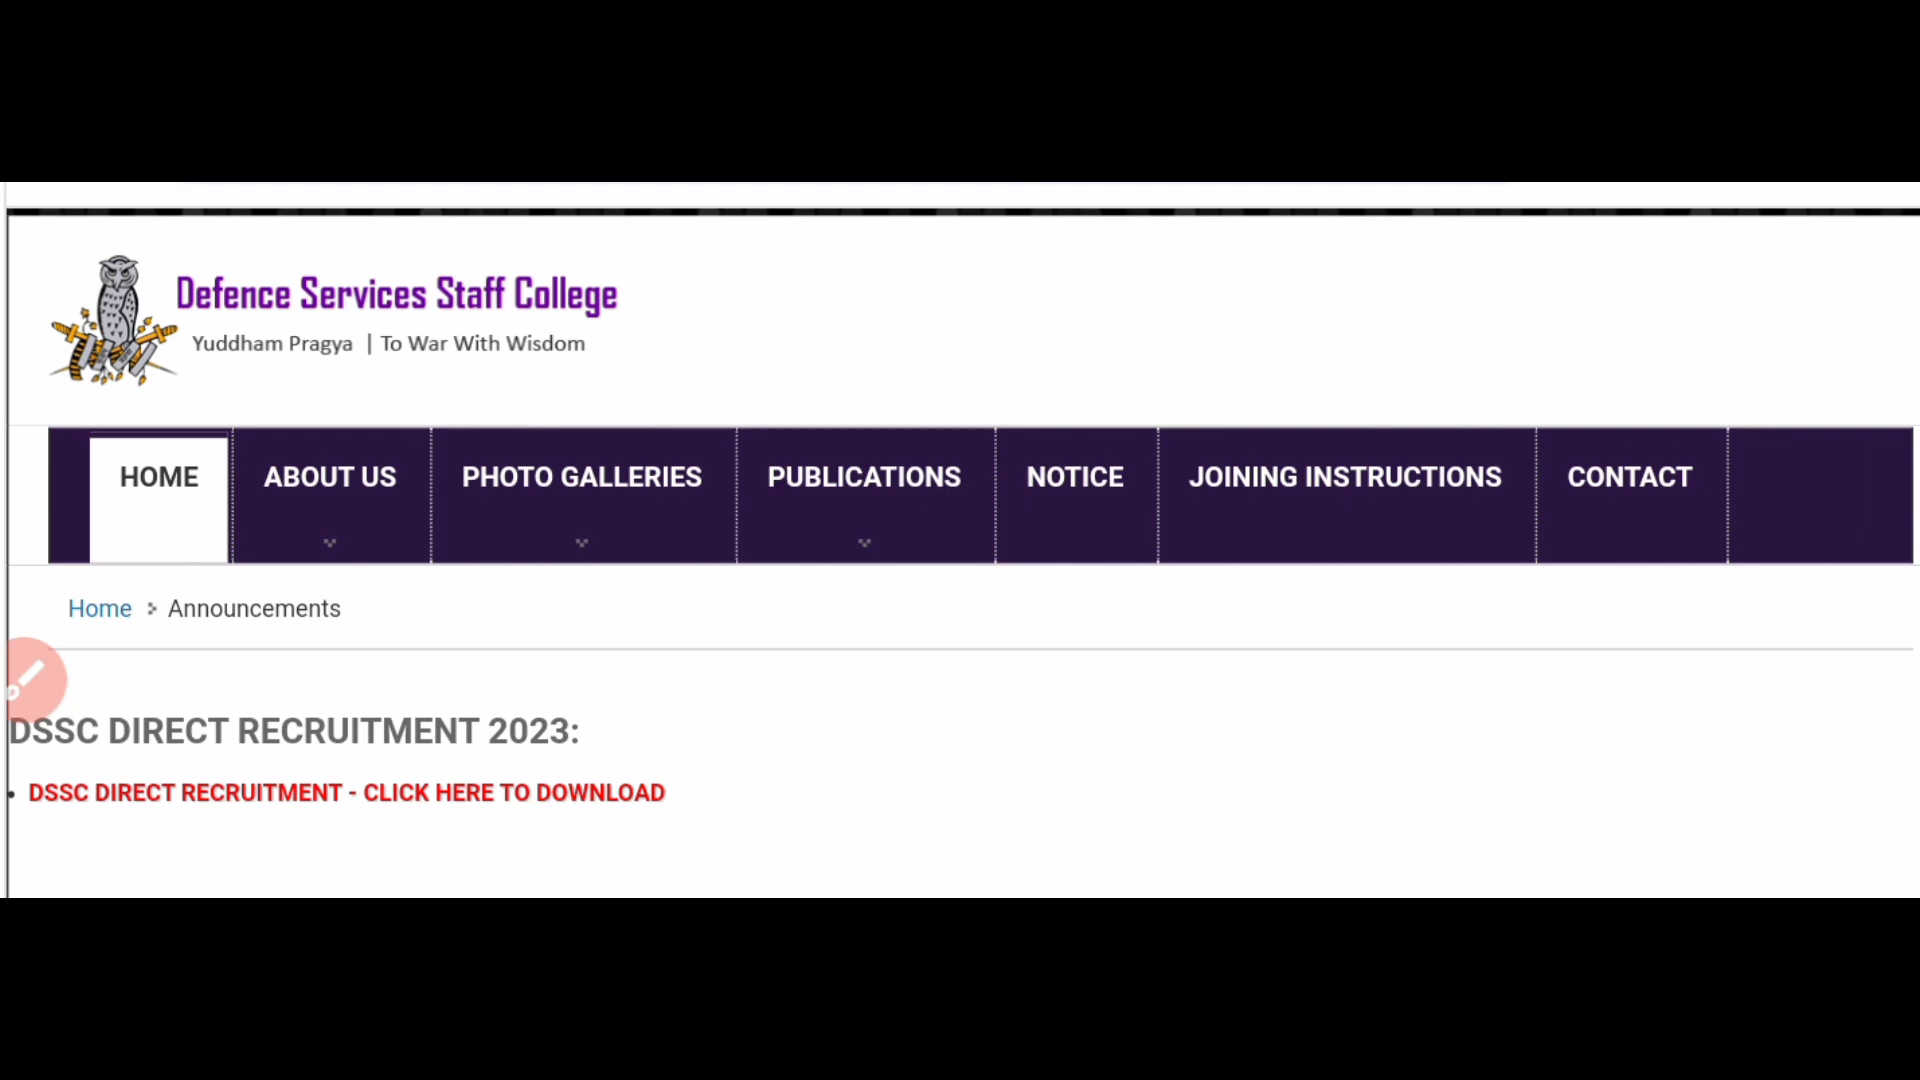 Defence Services Staff College
Yuddham Pragya | To War With Wisdom
HOME ABOUT US PHOTO GALLERIES PUBLICATIONS NOTICE JOINING INSTRUCTIONS CONTACT
Home Announcements
DSSC DIRECT RECRUITMENT 2023:
• DSSC DIRECT RECRUITMENT - CLICK HERE TO DOWNLOAD